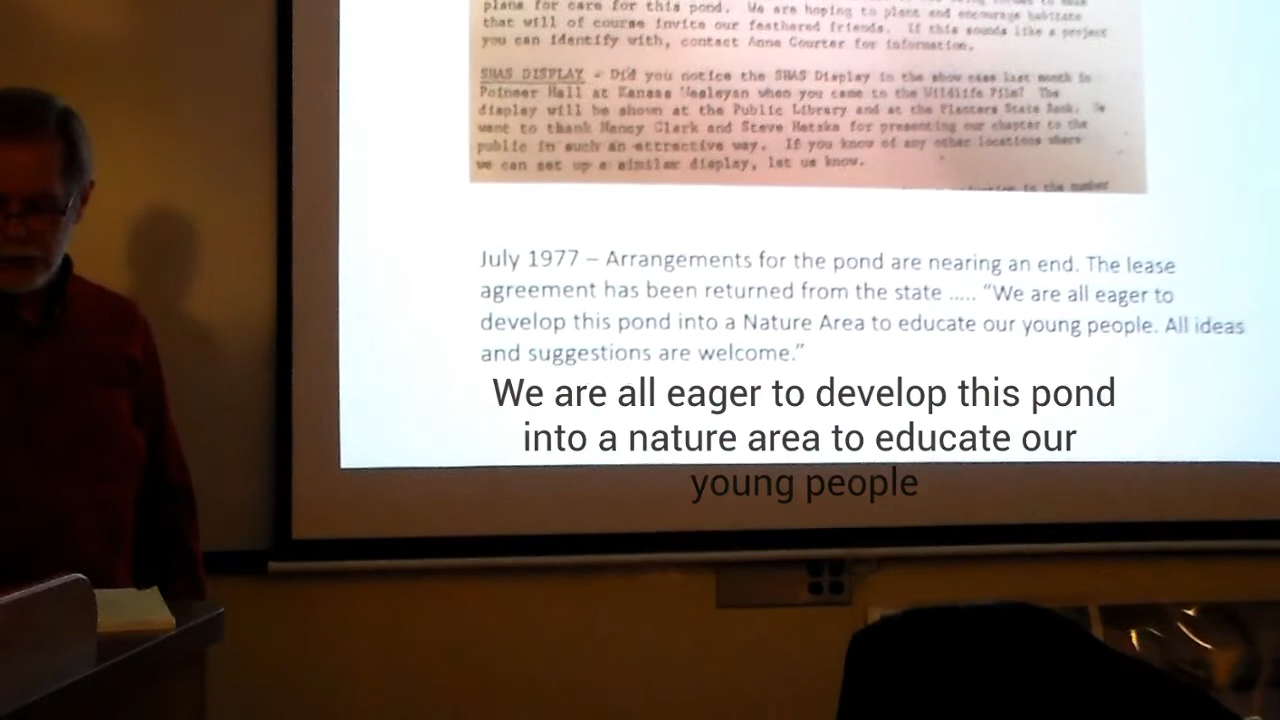 plans for care for this pond. We are hoping to plant and encourage habitate
that will of course invite our feathered friends. If this sounds like a project
you can identify with, contact Anne Courter for information.
SHAS DISPLAY - Did you notice the SHAS Display in the show case last month in
Poineer Hall at Kansas Wesleyan when you came to the Wildlife Film? The
display will be shown at the Public Library and at the Planters State Bank. We
want to thank Nancy Clark and Steve for presenting our chapter to the
public in such an attractive way. If you know of any other locations where
we can set up a similar display, let us know.
to the number
July 1977 – Arrangements for the pond are nearing an end. The lease
agreement has been returned from the state ..... “We are all eager to
develop this pond into a Nature Area to educate our young people. All ideas
and suggestions are welcome.”
We are all eager to develop this pond
into a nature area to educate our
young people